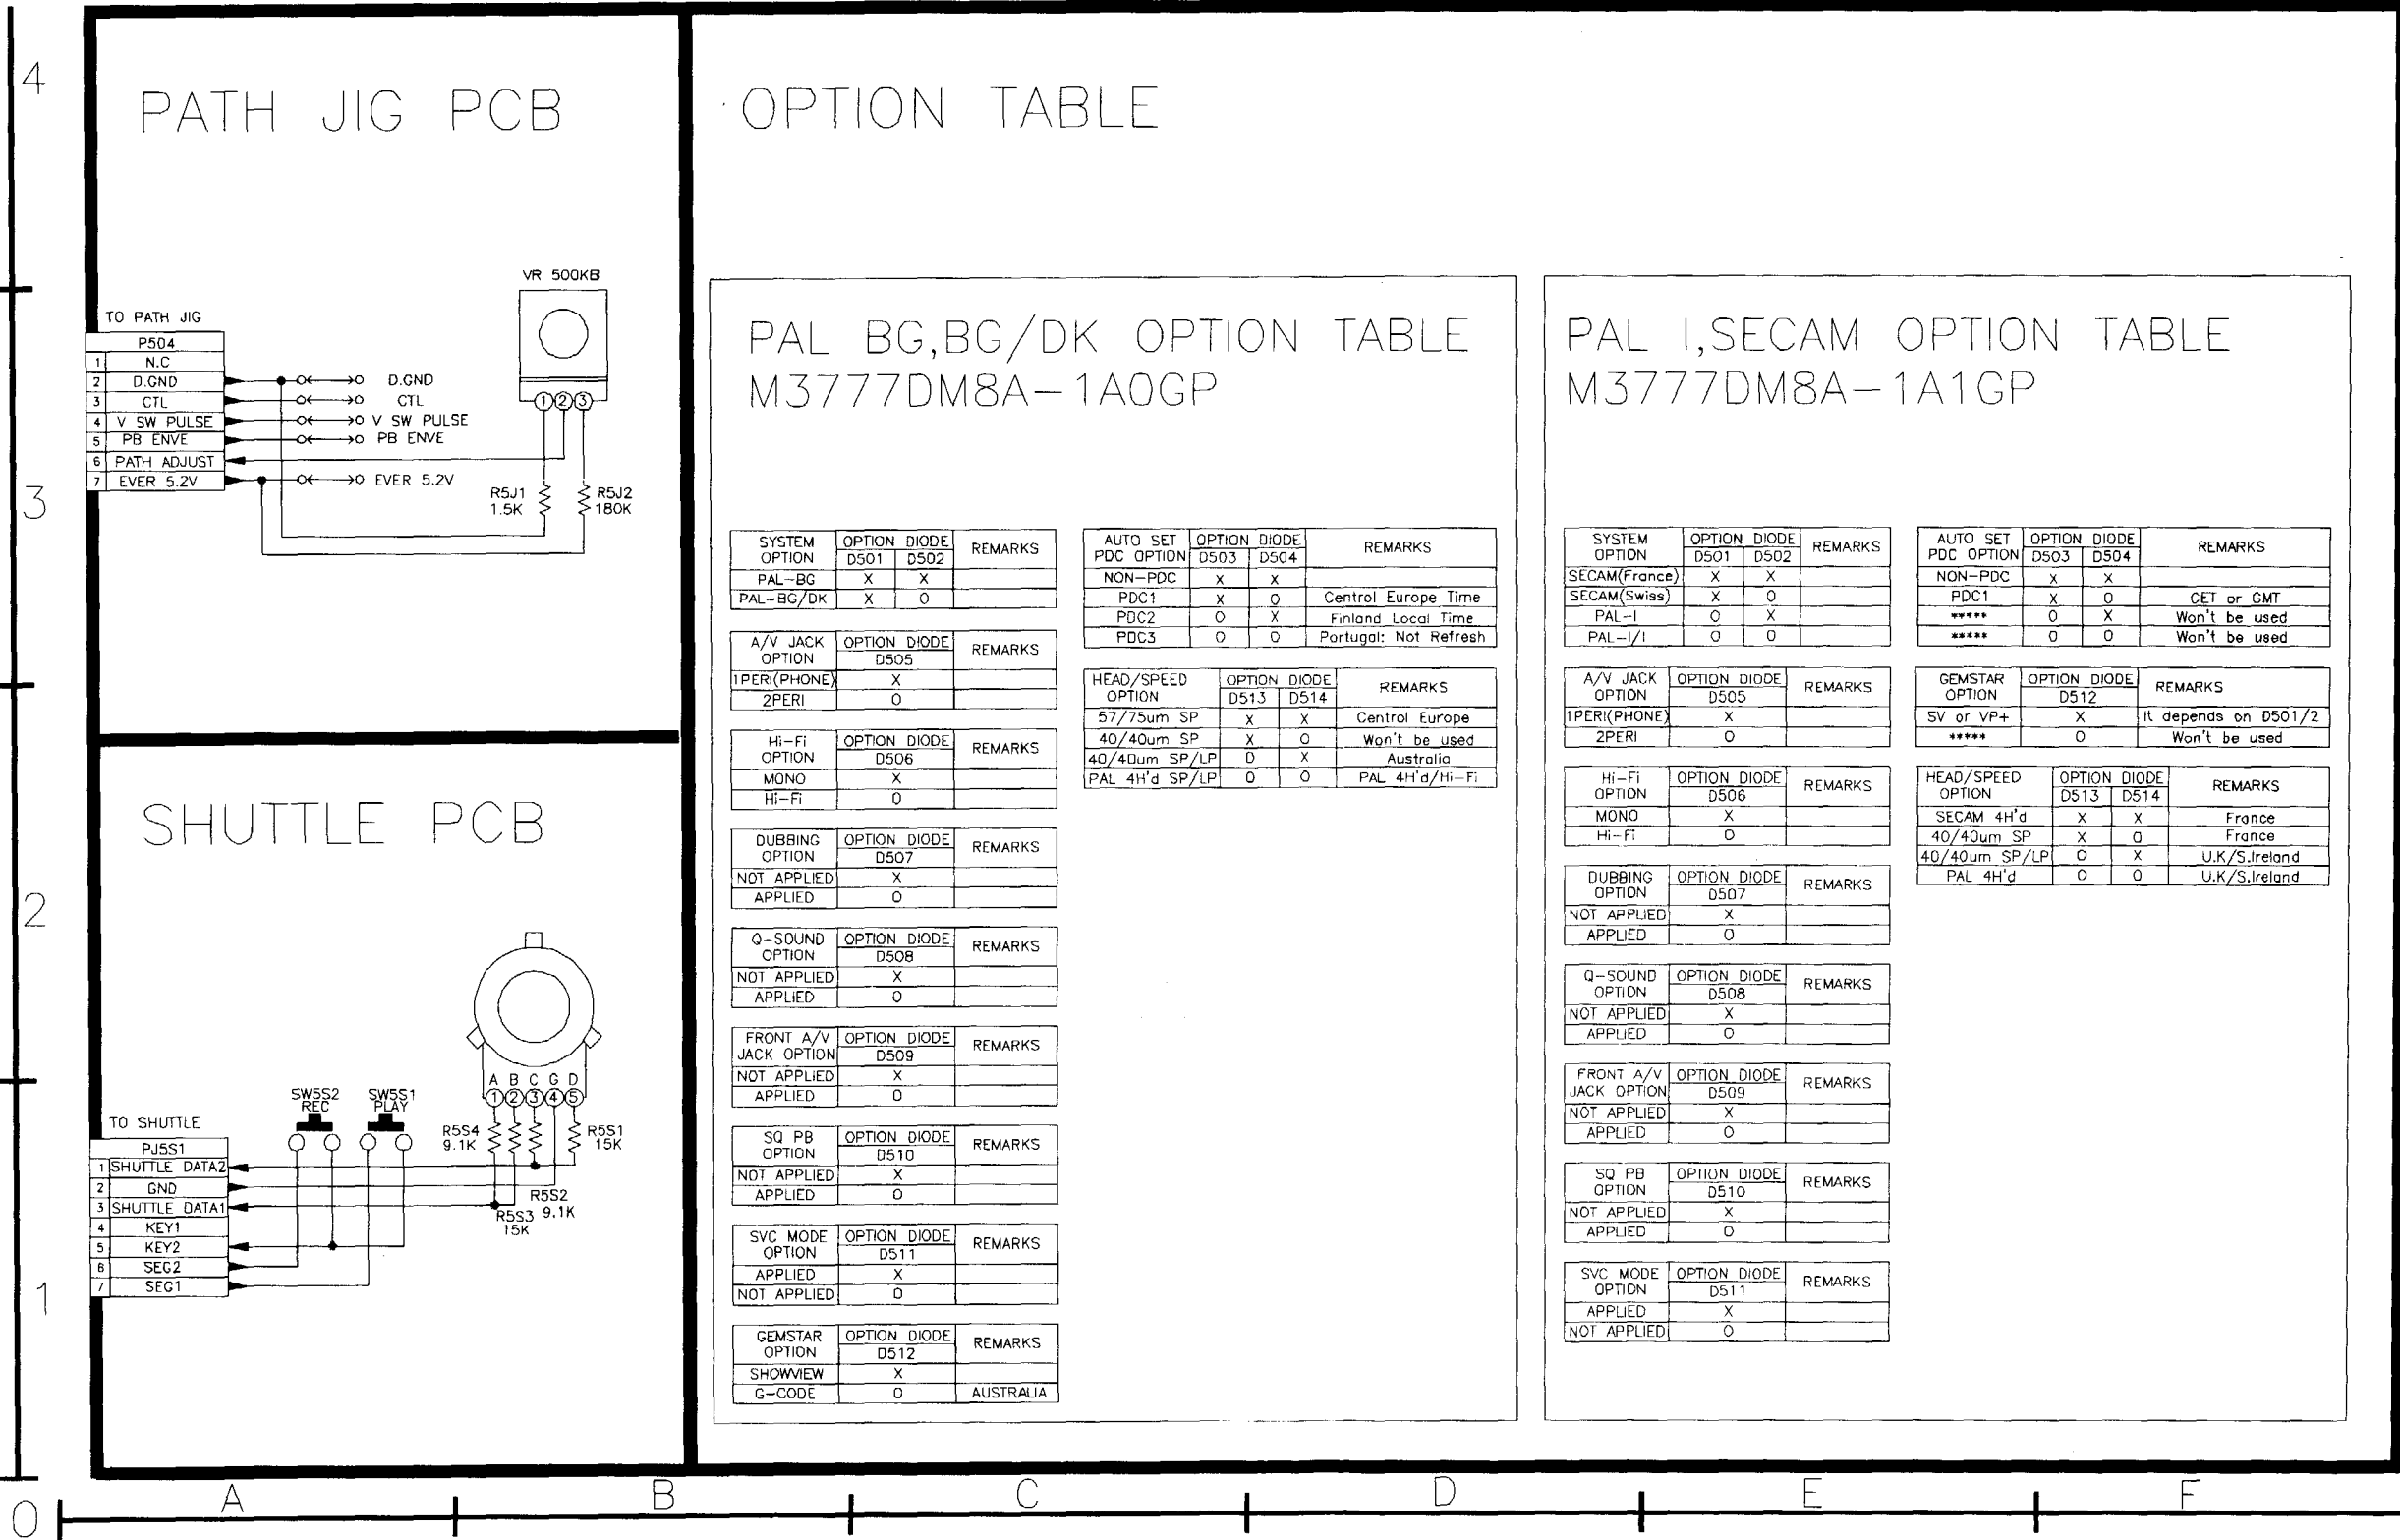 4
3
2
1
0
A B C D E F
PATH JIG PCB
VR 500KB
TO PATH JIG
P504
1 N.C
2 D.GND D.GND
3 CTL CTL
4 V SW PULSE V SW PULSE
5 PB ENVE PB ENVE
6 PATH ADJUST
7 EVER 5.2V EVER 5.2V
1 2 3
R5J1 R5J2
1.5K 180K
SHUTTLE PCB
A B C G D
1 2 3 4 5
SW5S2 SW5S1
REC PLAY
R5S4 R5S1
9.1K 15K
R5S2
9.1K
R5S3
15K
TO SHUTTLE
PJ5S1
1 SHUTTLE DATA2
2 GND
3 SHUTTLE DATA1
4 KEY1
5 KEY2
6 SEG2
7 SEG1
OPTION TABLE
PAL BG,BG/DK OPTION TABLE
M3777DM8A-1A0GP
SYSTEM OPTION DIODE REMARKS
OPTION D501 D502
PAL-BG X X
PAL-BG/DK X O
A/V JACK OPTION DIODE REMARKS
OPTION D505
1PERI(PHONE) X
2PERI O
Hi-Fi OPTION DIODE REMARKS
OPTION D506
MONO X
Hi-Fi O
DUBBING OPTION DIODE REMARKS
OPTION D507
NOT APPLIED X
APPLIED O
Q-SOUND OPTION DIODE REMARKS
OPTION D508
NOT APPLIED X
APPLIED O
FRONT A/V OPTION DIODE REMARKS
JACK OPTION D509
NOT APPLIED X
APPLIED O
SQ PB OPTION DIODE REMARKS
OPTION D510
NOT APPLIED X
APPLIED O
SVC MODE OPTION DIODE REMARKS
OPTION D511
APPLIED X
NOT APPLIED O
GEMSTAR OPTION DIODE REMARKS
OPTION D512
SHOWVIEW X
G-CODE O AUSTRALIA
AUTO SET OPTION DIODE REMARKS
PDC OPTION D503 D504
NON-PDC X X
PDC1 X O Central Europe Time
PDC2 O X Finland Local Time
PDC3 O O Portugal: Not Refresh
HEAD/SPEED OPTION DIODE REMARKS
OPTION D513 D514
57/75um SP X X Central Europe
40/40um SP X O Won't be used
40/40um SP/LP O X Australia
PAL 4H'd SP/LP O O PAL 4H'd/Hi-Fi
PAL I,SECAM OPTION TABLE
M3777DM8A-1A1GP
SYSTEM OPTION DIODE REMARKS
OPTION D501 D502
SECAM(France) X X
SECAM(Swiss) X O
PAL-I O X
PAL-I/I O O
A/V JACK OPTION DIODE REMARKS
OPTION D505
1PERI(PHONE) X
2PERI O
Hi-Fi OPTION DIODE REMARKS
OPTION D506
MONO X
Hi-Fi O
DUBBING OPTION DIODE REMARKS
OPTION D507
NOT APPLIED X
APPLIED O
Q-SOUND OPTION DIODE REMARKS
OPTION D508
NOT APPLIED X
APPLIED O
FRONT A/V OPTION DIODE REMARKS
JACK OPTION D509
NOT APPLIED X
APPLIED O
SQ PB OPTION DIODE REMARKS
OPTION D510
NOT APPLIED X
APPLIED O
SVC MODE OPTION DIODE REMARKS
OPTION D511
APPLIED X
NOT APPLIED O
AUTO SET OPTION DIODE REMARKS
PDC OPTION D503 D504
NON-PDC X X
PDC1 X O CET or GMT
***** O X Won't be used
***** O O Won't be used
GEMSTAR OPTION DIODE REMARKS
OPTION D512
SV or VP+ X It depends on D501/2
***** O Won't be used
HEAD/SPEED OPTION DIODE REMARKS
OPTION D513 D514
SECAM 4H'd X X France
40/40um SP X O France
40/40um SP/LP O X U.K/S.Ireland
PAL 4H'd O O U.K/S.Ireland